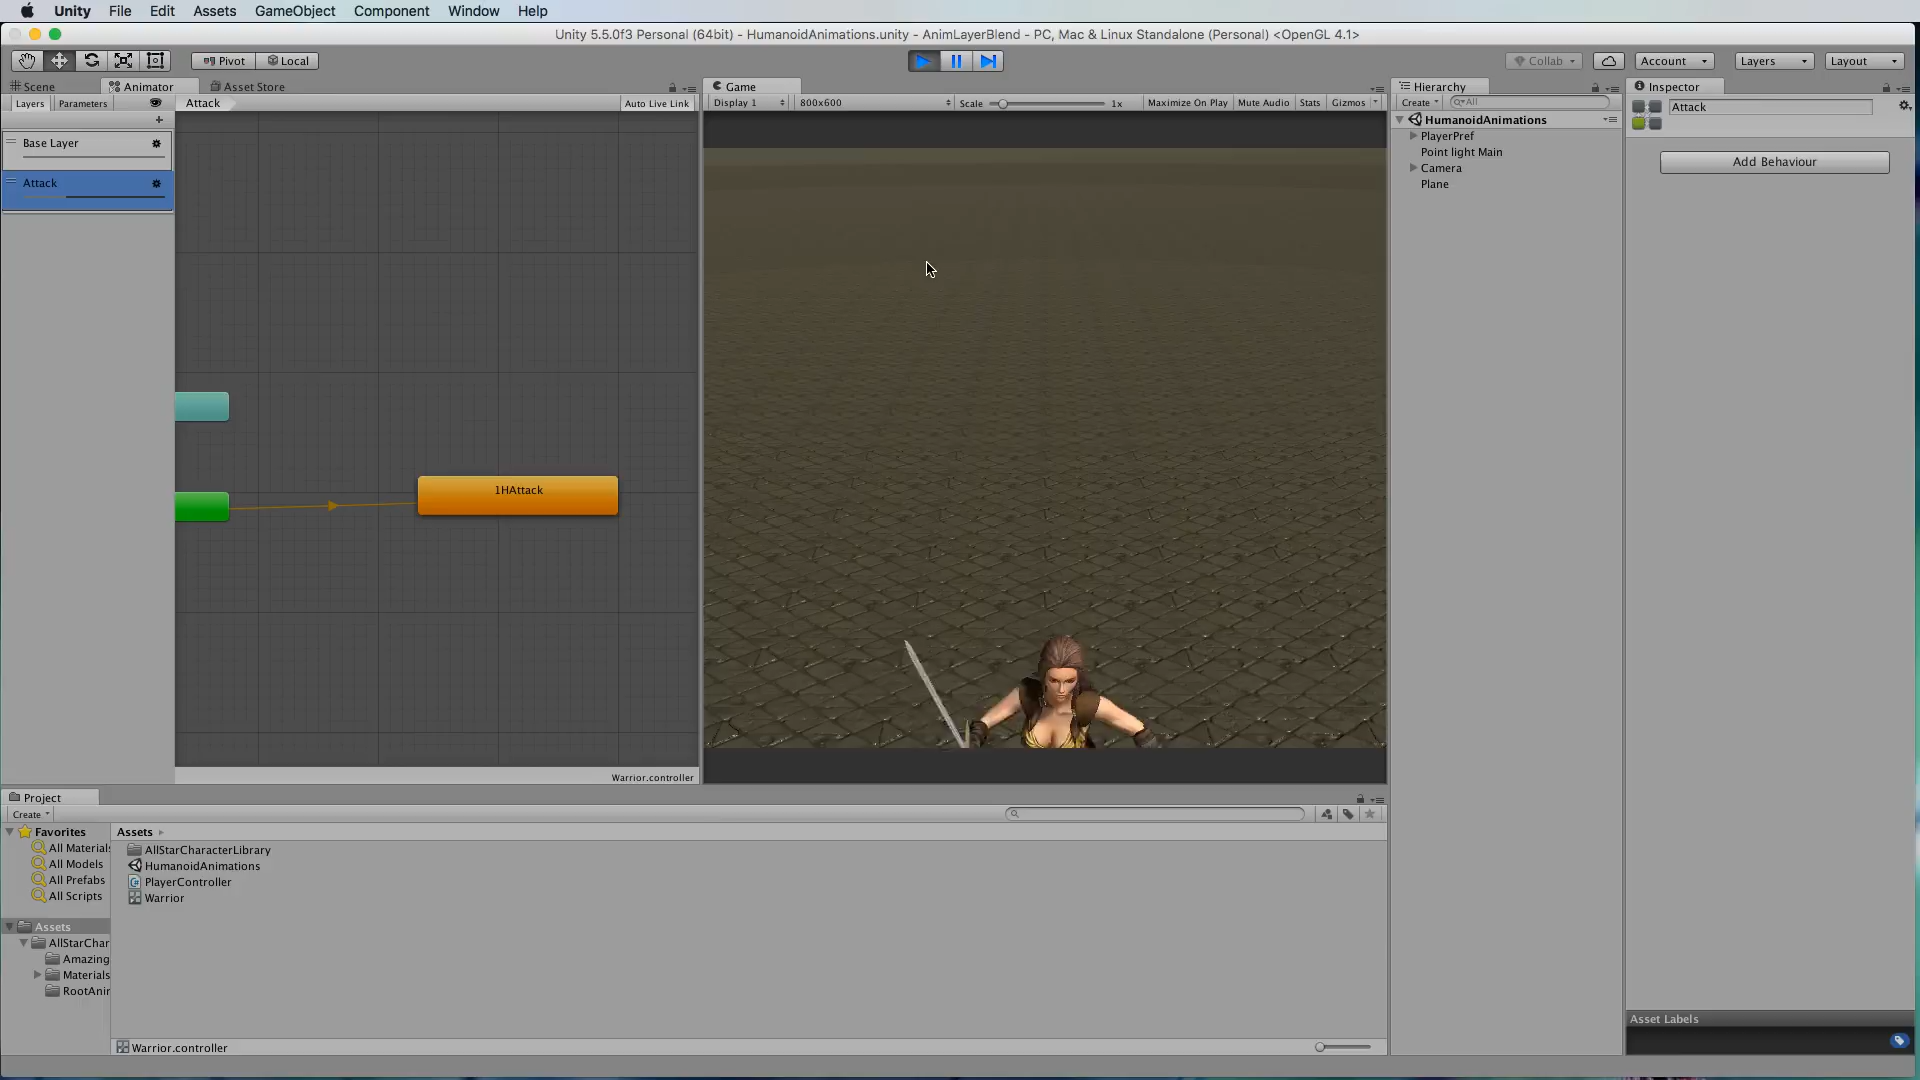 Unity File Edit Assets GameObject Component Window Help
Unity 5.5.0f3 Personal (64bit) - HumanoidAnimations.unity - AnimLayerBlend - PC, Mac & Linux Standalone (Personal) <OpenGL 4.1>
Pivot Local Collab Account Layers Layout
Scene Animator Asset Store Game Hierarchy Inspector
Layers Parameters Attack Auto Live Link Display 1 800x600 Scale 1x Maximize On Play Mute Audio Stats Gizmos Create All Attack
HumanoidAnimations
Base Layer PlayerPref
Point light Main Add Behaviour
Camera
Attack Plane
1HAttack
Warrior.controller
Project
Create
Favorites Assets
All Materials AllStarCharacterLibrary
All Models HumanoidAnimations
All Prefabs PlayerController
All Scripts Warrior
Assets
AllStarChar
Amazing
Materials
RootAnir
Asset Labels
Warrior.controller